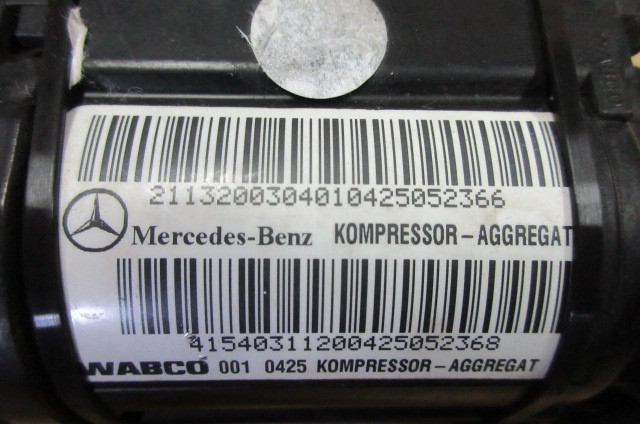 21132003040104250523​66
Mercedes-Benz KOMPRESSOR-AGGREGAT
41540311200425052368
WABCO 001 0425 KOMPRESSOR-AGGREGAT